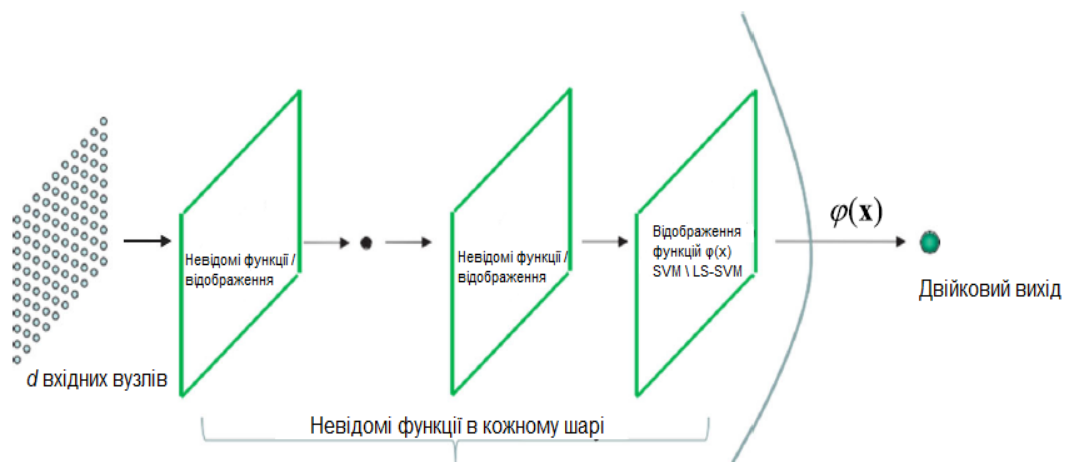 Невідомі функції /
відображення
Невідомі функції /
відображення
Відображення
функцій φ(x)
SVM \ LS-SVM
φ(x)
Двійковий вихід
d вхідних вузлів
Невідомі функції в кожному шарі